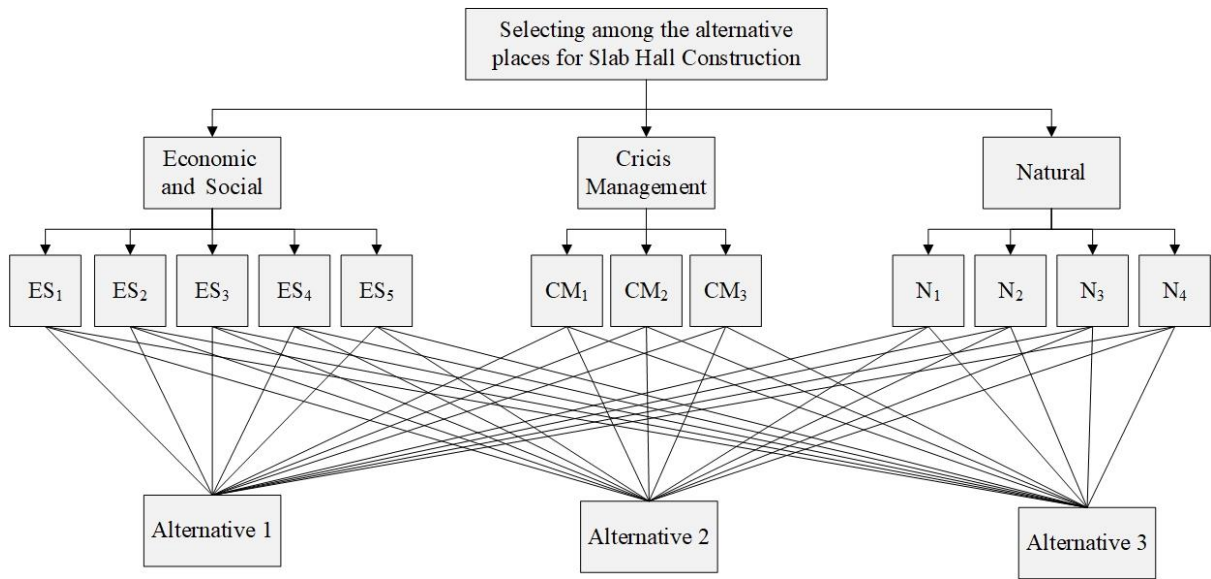 Selecting among the alternative
places for Slab Hall Construction
Economic
and Social
Cricis
Management
Natural
ES₁
ES₂
ES₃
ES₄
ES₅
CM₁
CM₂
CM₃
N₁
N₂
N₃
N₄
Alternative 1
Alternative 2
Alternative 3